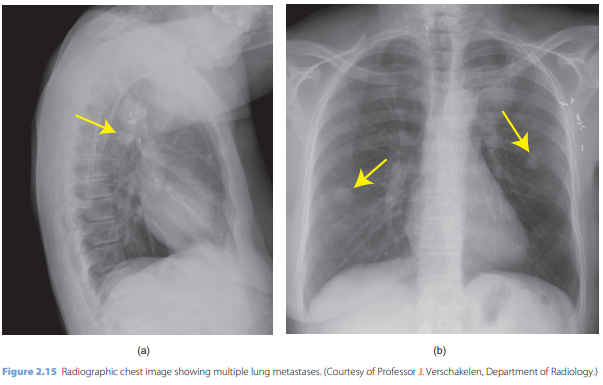 (a)
(b)
Figure 2.15 Radiographic chest image showing multiple lung metastases. (Courtesy of Professor J. Verschakelen, Department of Radiology.)